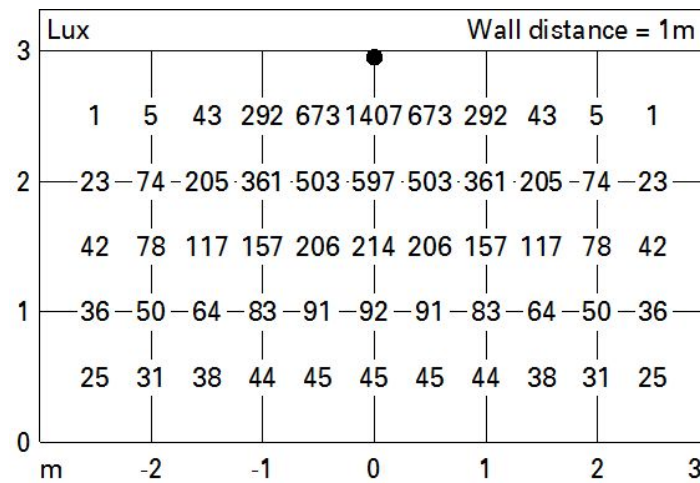 Lux Wall distance = 1m
3
1 5 43 292 673 1407 673 292 43 5 1
2 23 74 205 361 503 597 503 361 205 74 23
42 78 117 157 206 214 206 157 117 78 42
1 36 50 64 83 91 92 91 83 64 50 36
25 31 38 44 45 45 45 44 38 31 25
0
m -2 -1 0 1 2 3